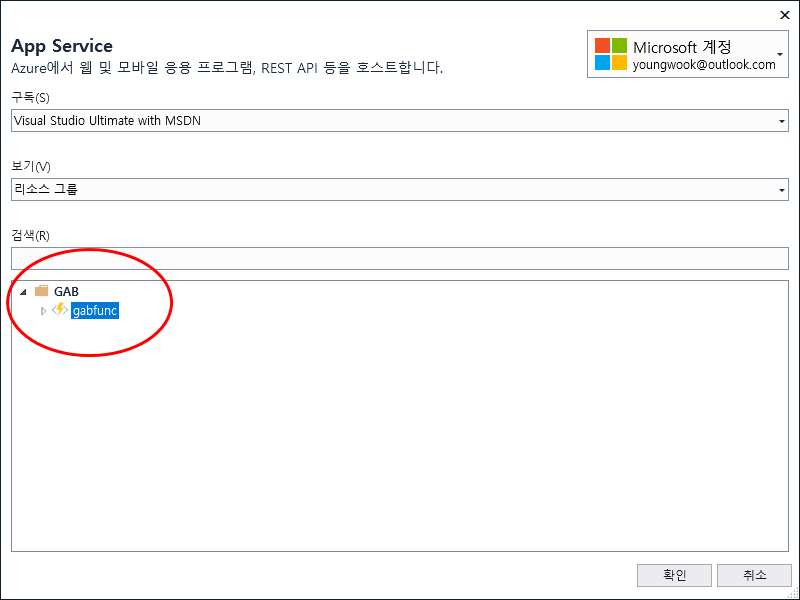 App Service
Azure에서 웹 및 모바일 응용 프로그램, REST API 등을 호스트합니다.
Microsoft 계정
youngwook@outlook.com
구독(S)
Visual Studio Ultimate with MSDN
보기(V)
리소스 그룹
검색(R)
GAB
gabfunc
확인
취소